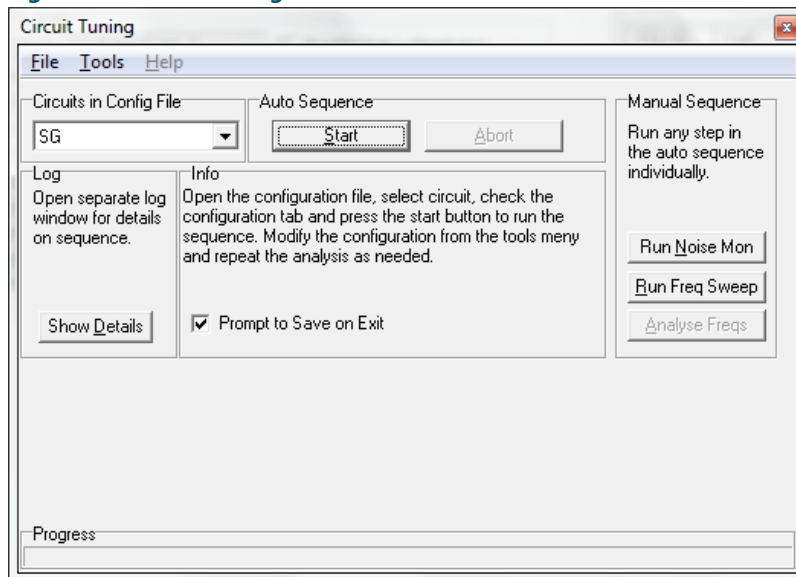 Circuit Tuning
File Tools Help
Circuits in Config File
SG
Auto Sequence
Start Abort
Manual Sequence
Run any step in
the auto sequence
individually.
Run Noise Mon
Run Freq Sweep
Analyse Freqs
Log
Open separate log
window for details
on sequence.
Show Details
Info
Open the configuration file, select circuit, check the
configuration tab and press the start button to run the
sequence. Modify the configuration from the tools meny
and repeat the analysis as needed.
Prompt to Save on Exit
Progress